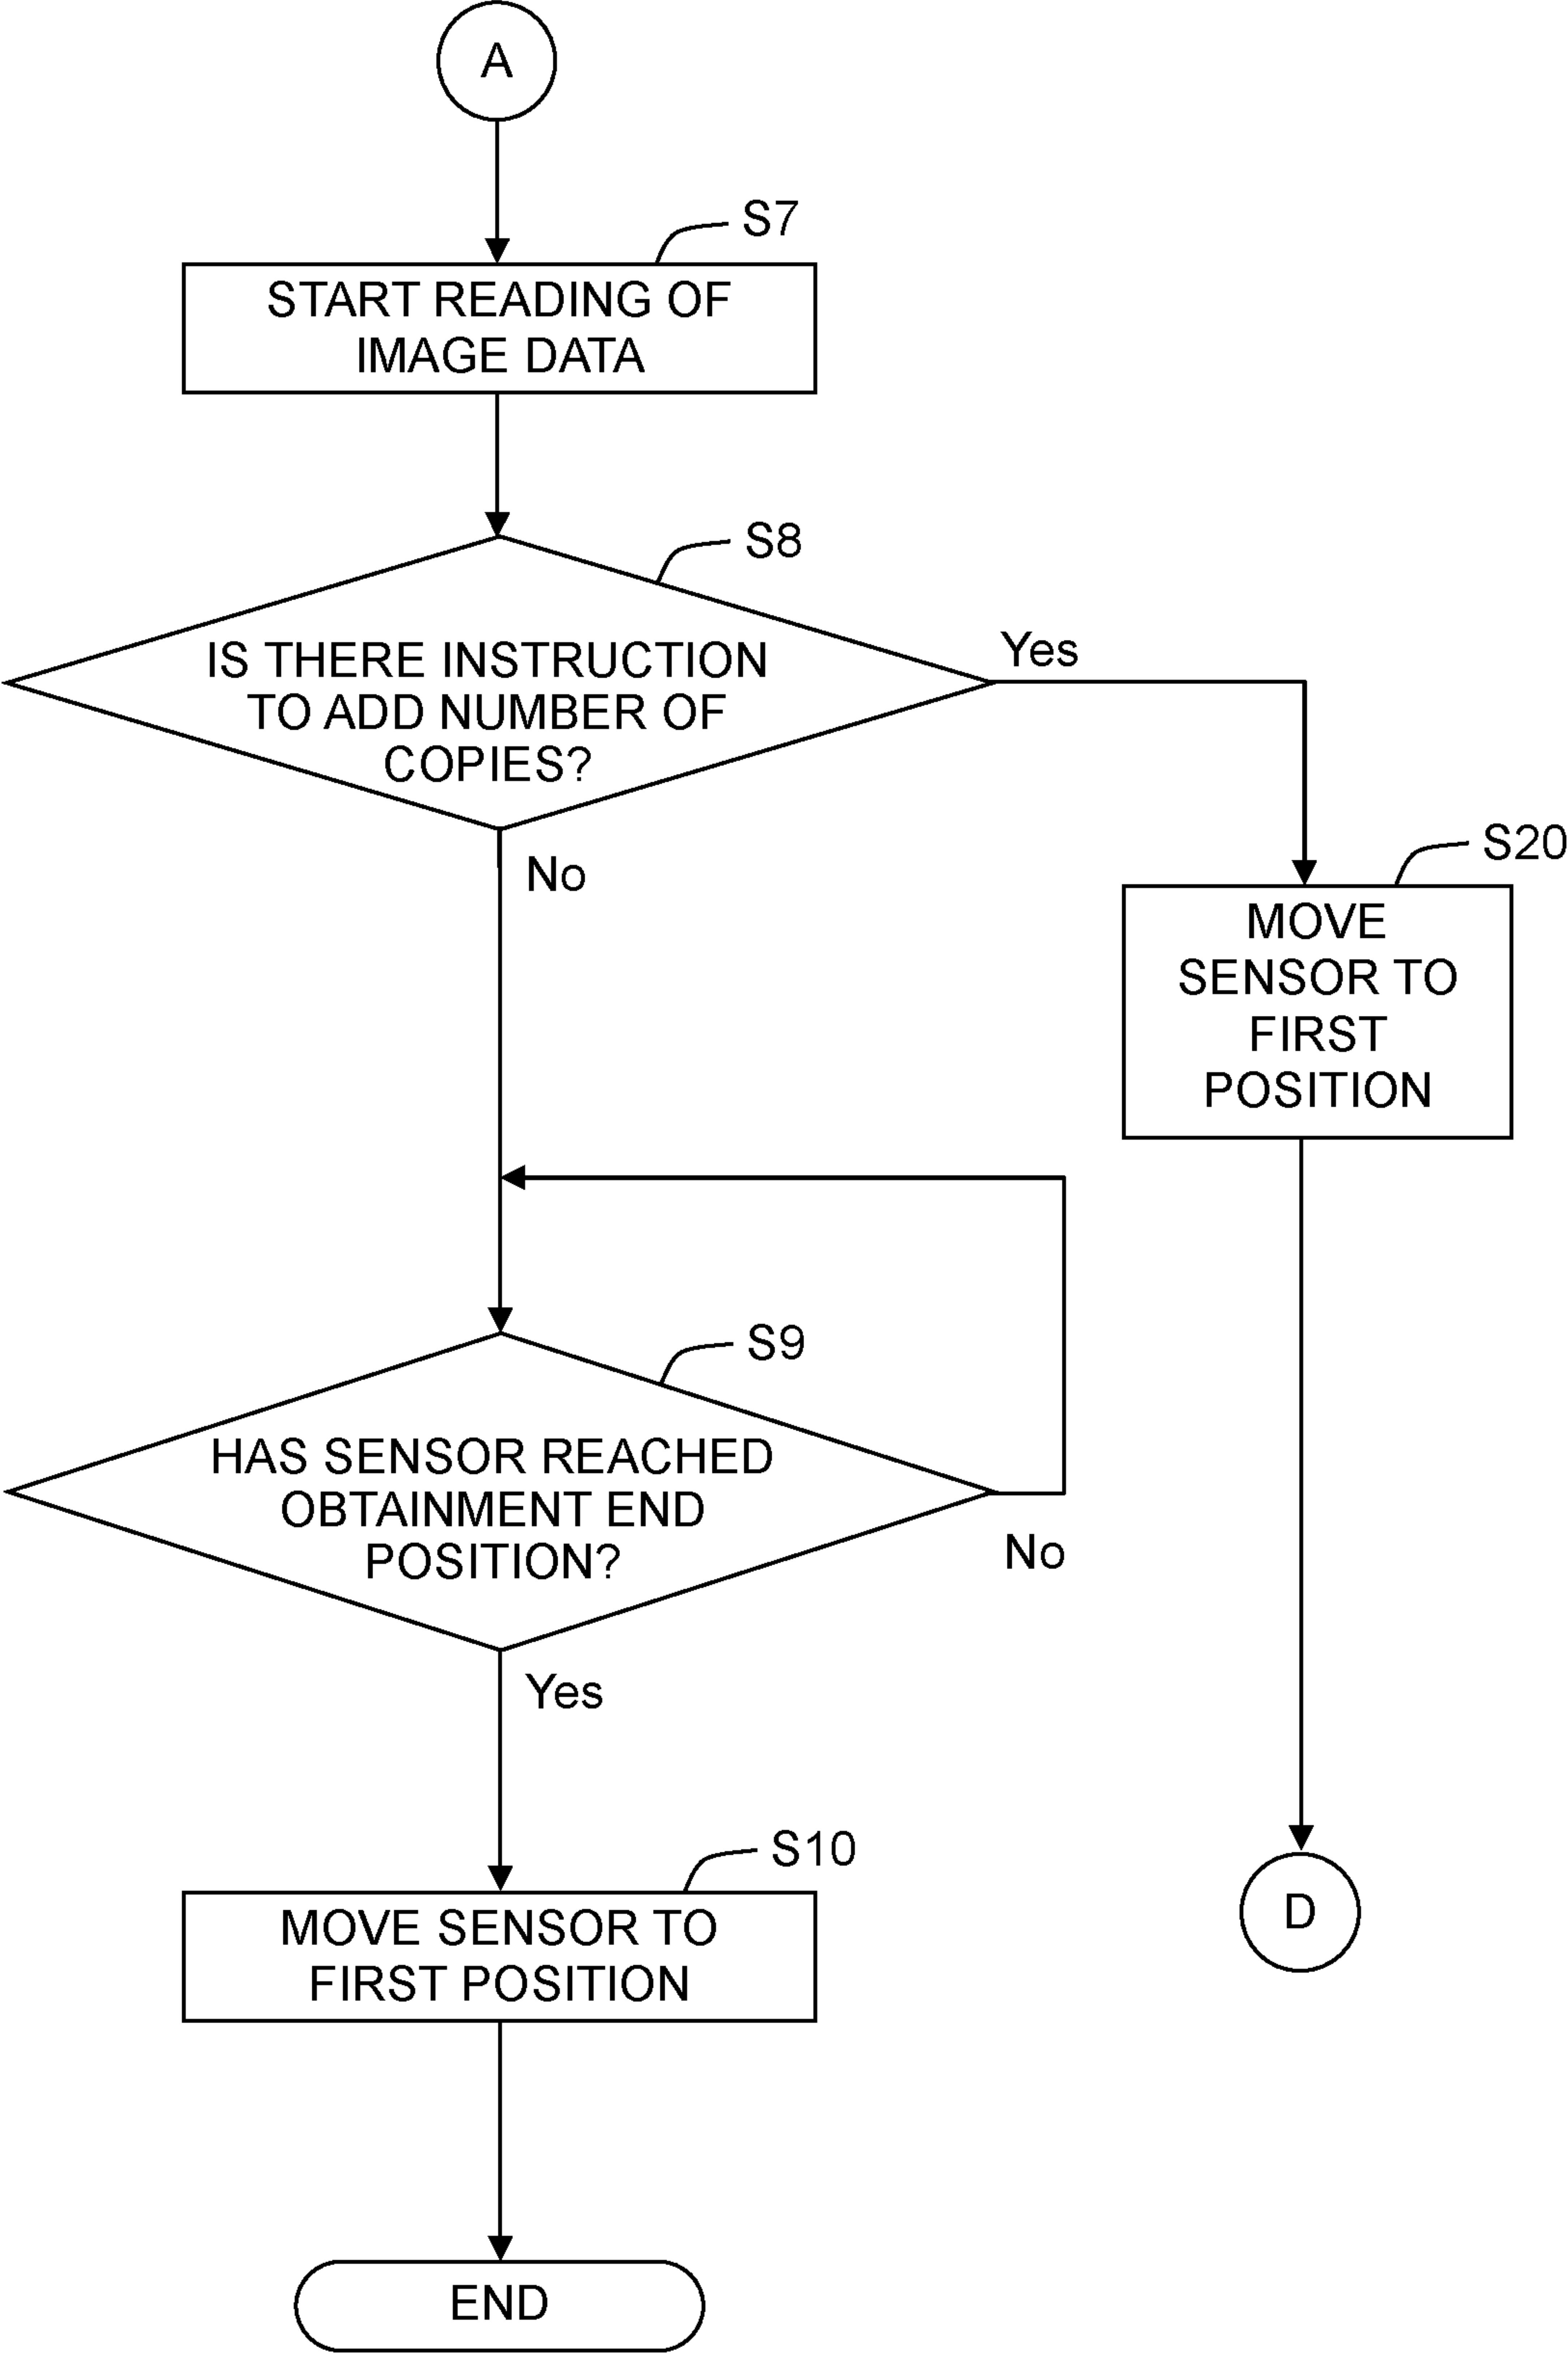 A
S7
START READING OF
IMAGE DATA
S8
IS THERE INSTRUCTION
TO ADD NUMBER OF
COPIES?
Yes
No
S20
MOVE
SENSOR TO
FIRST
POSITION
S9
HAS SENSOR REACHED
OBTAINMENT END
POSITION?
No
Yes
S10
MOVE SENSOR TO
FIRST POSITION
D
END